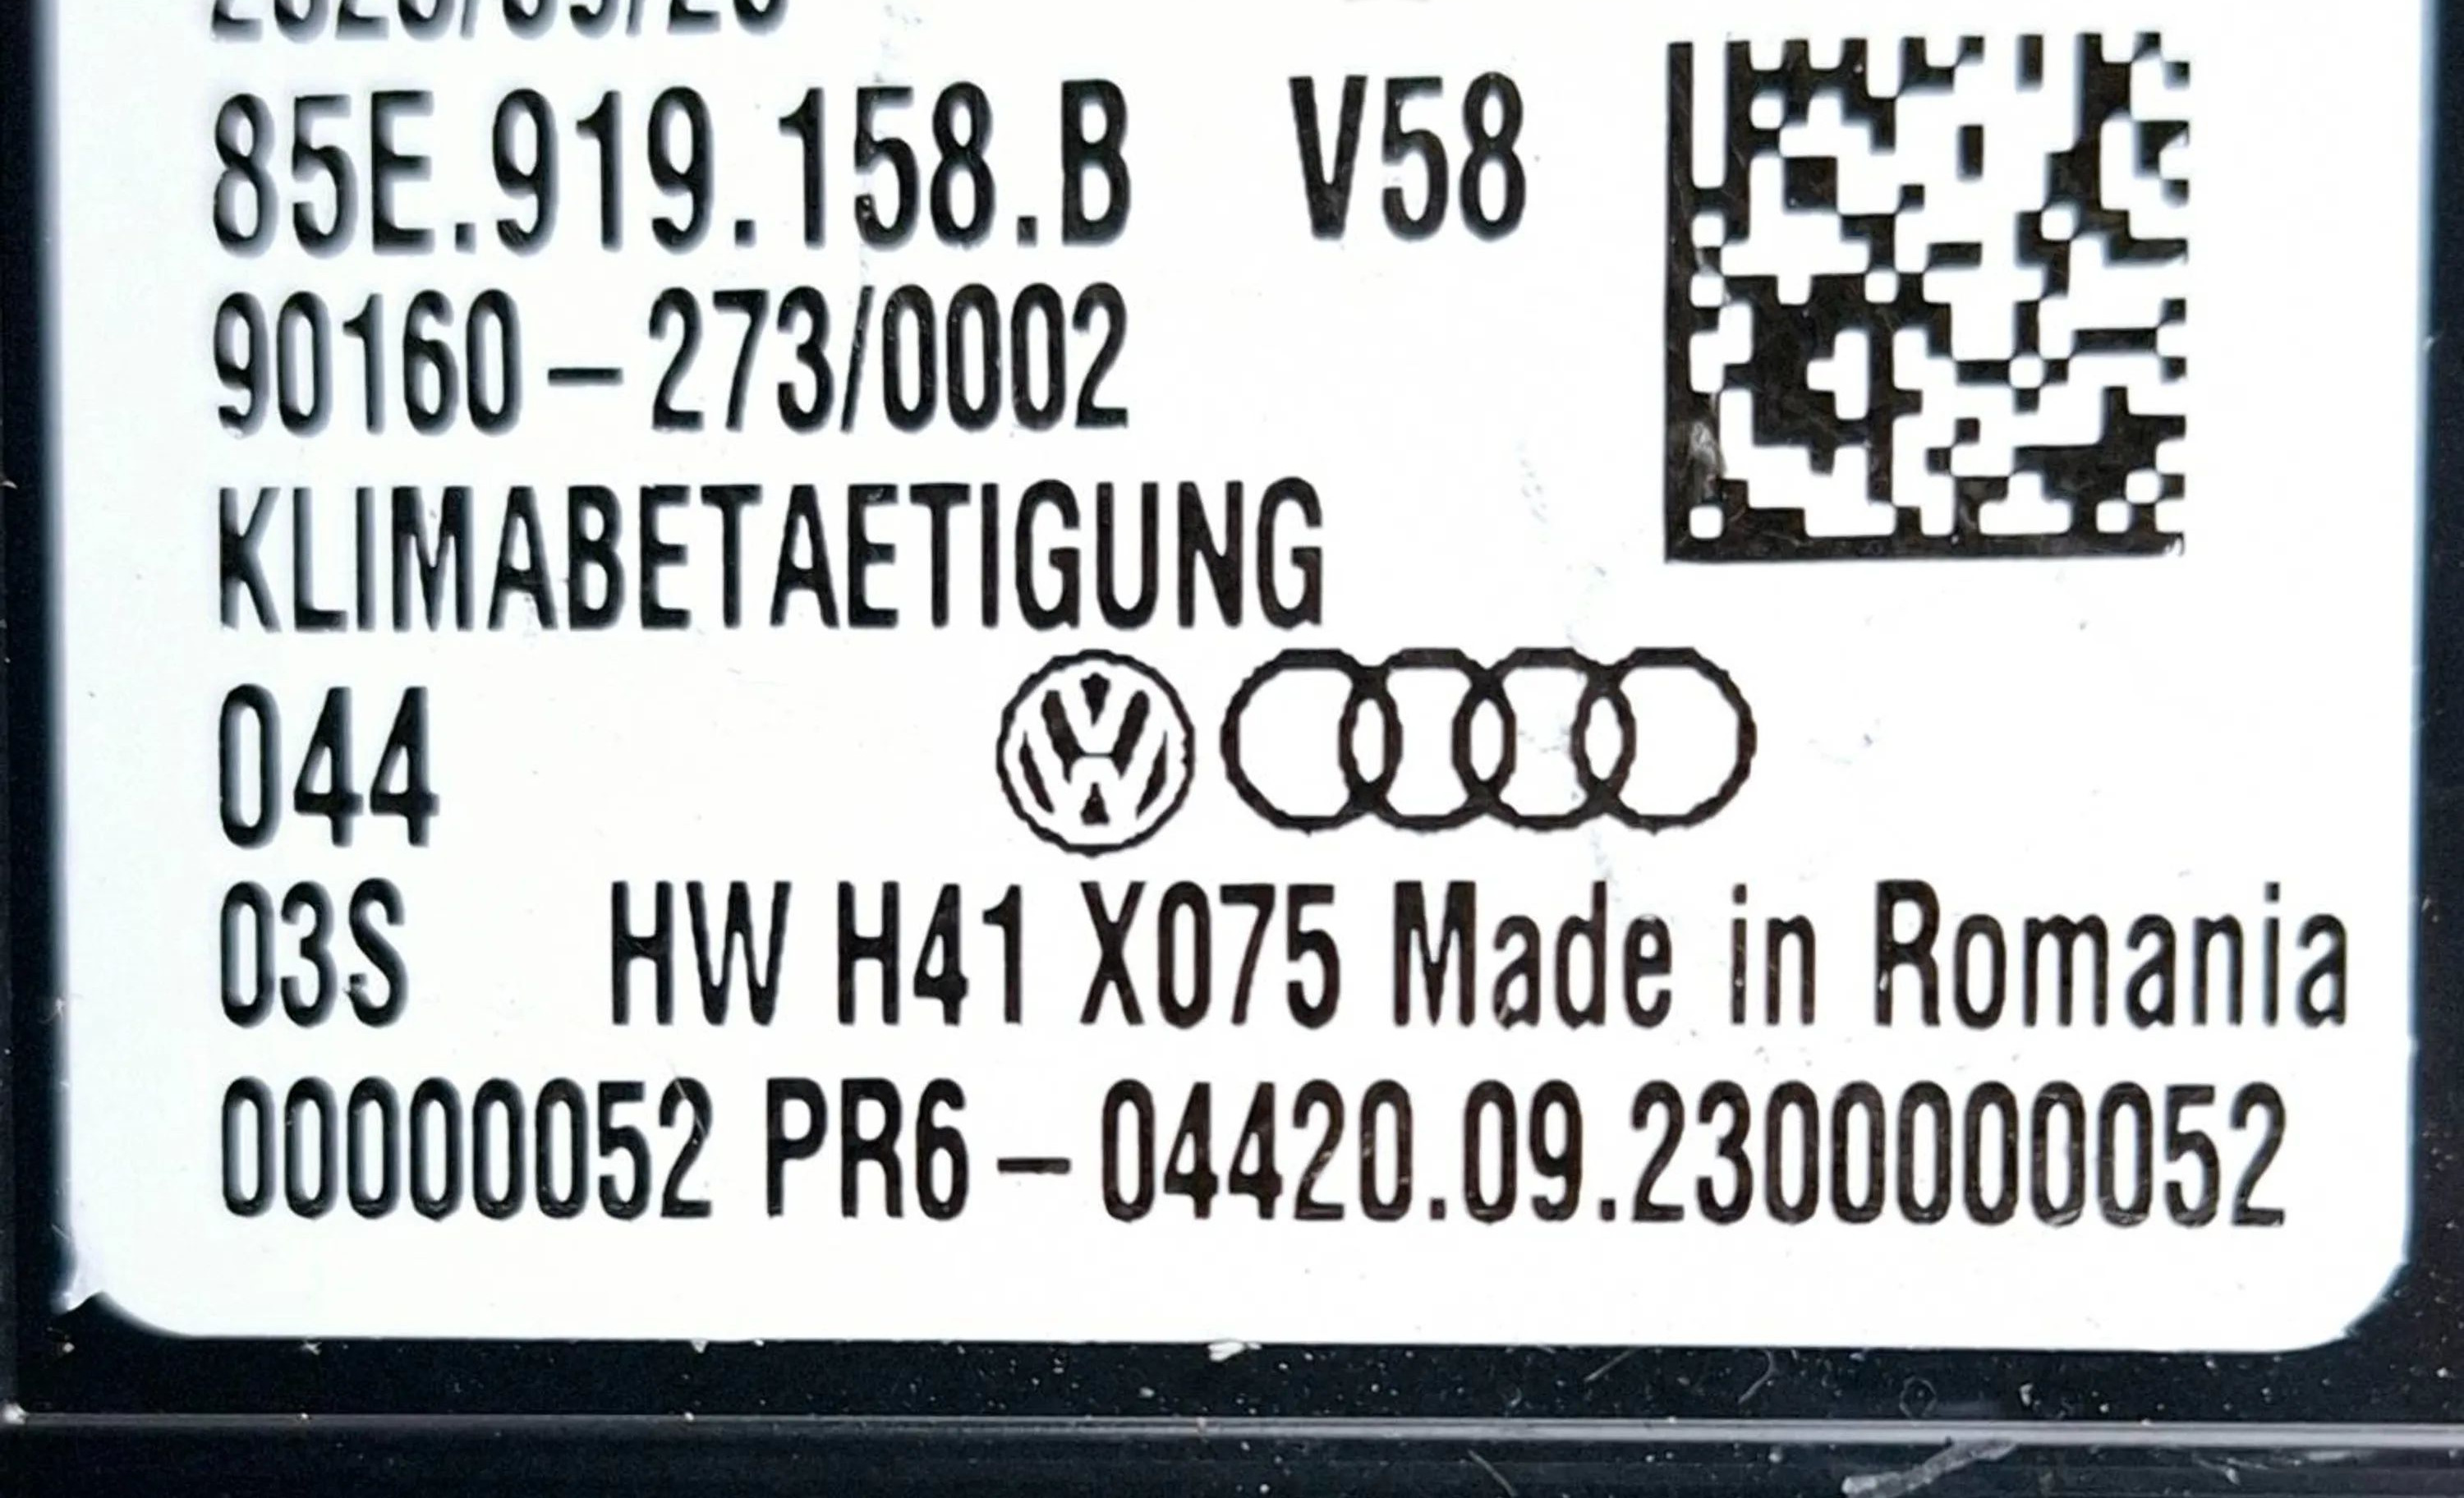 85E.919.158.B V58
90160-273/0002
KLIMABETAETIGUNG
044
03S HW H41 X075 Made in Romania
00000052 PR6-04420.09.2300000052